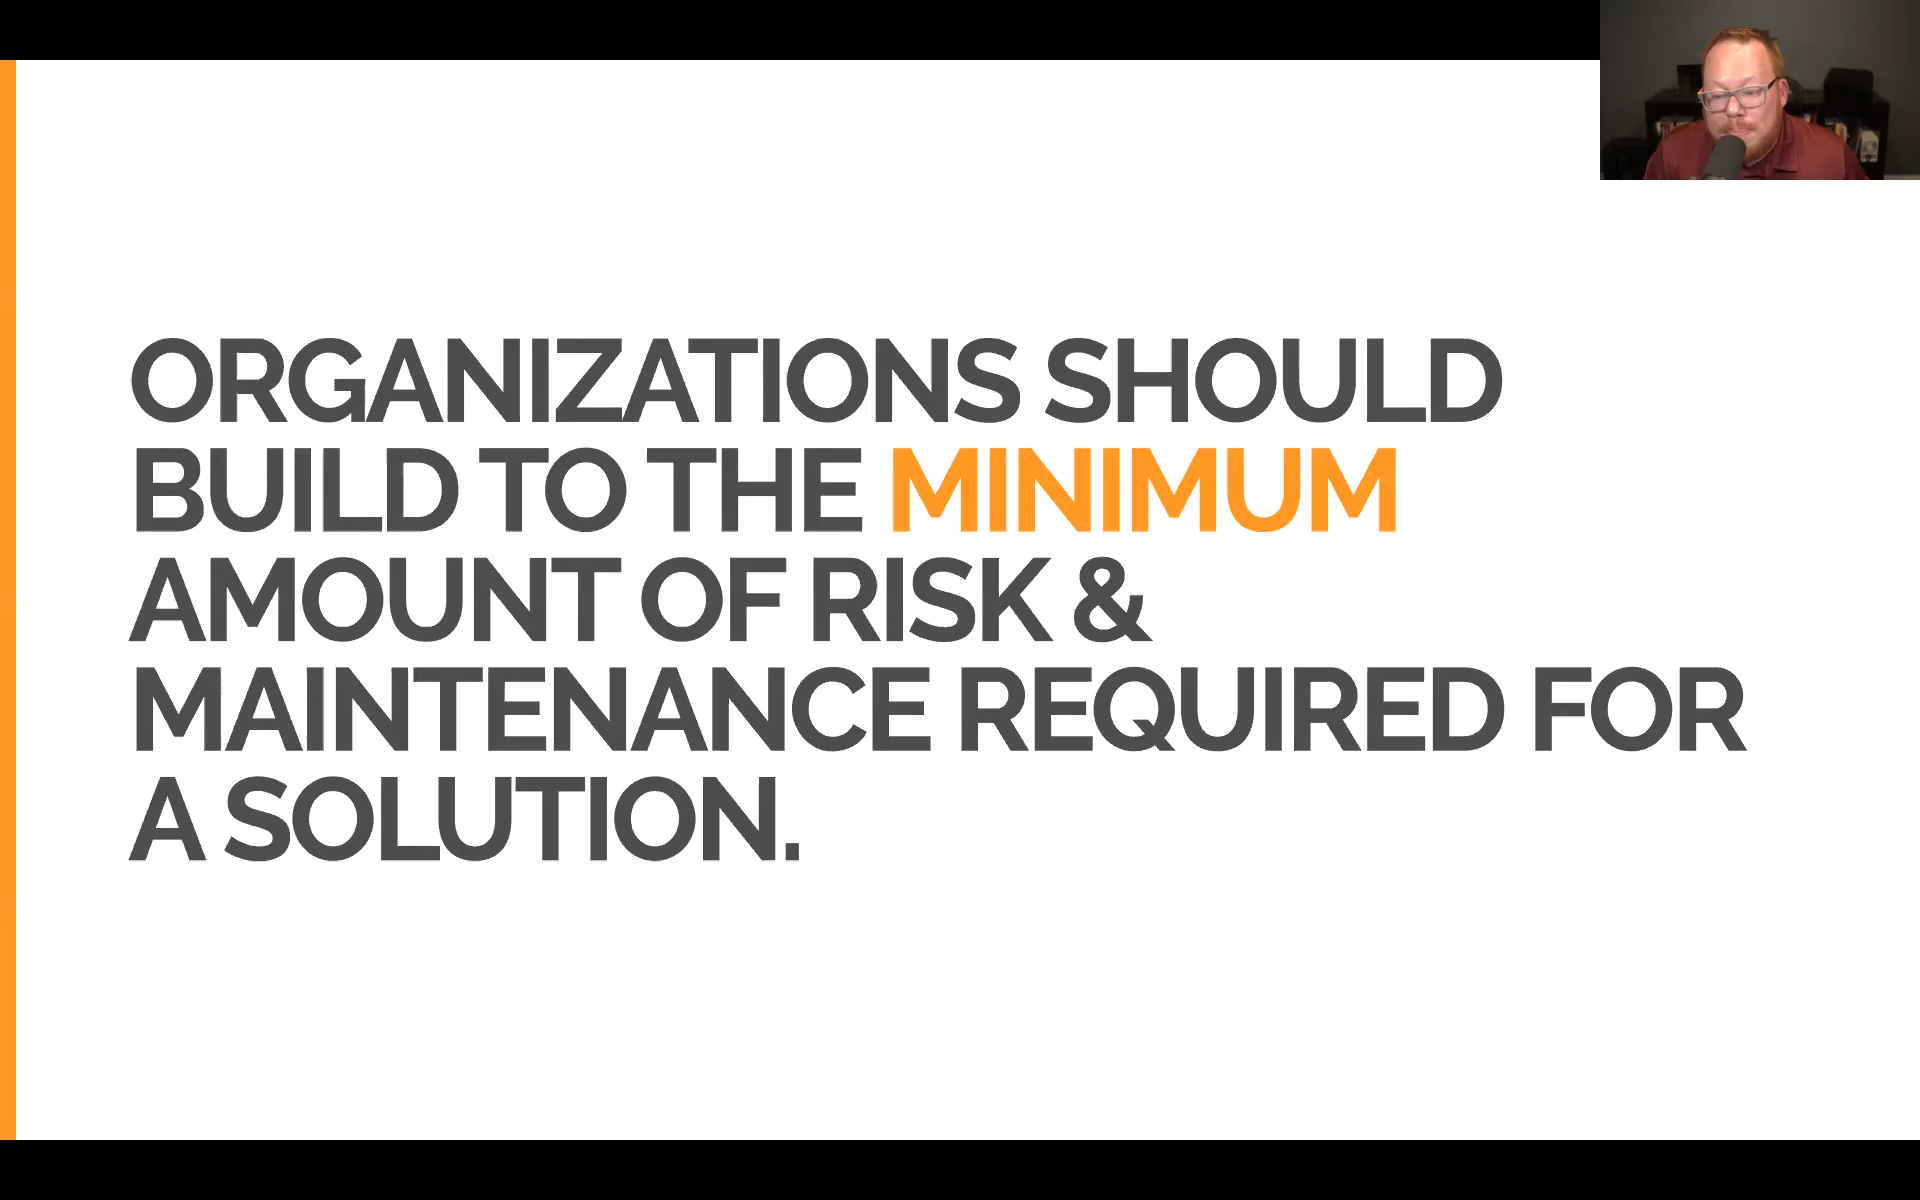 ORGANIZATIONS SHOULD
BUILD TO THE MINIMUM
AMOUNT OF RISK &
MAINTENANCE REQUIRED FOR
A SOLUTION.